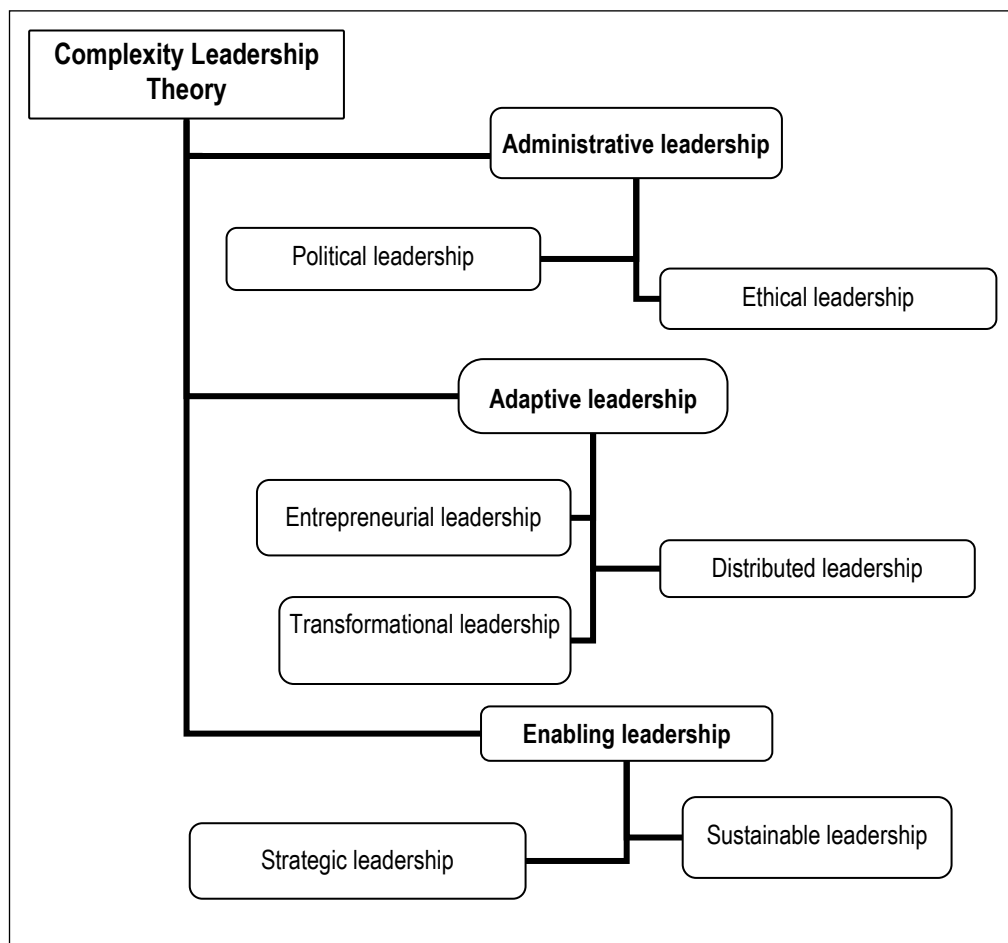 Complexity Leadership
Theory
Administrative leadership
Political leadership
Ethical leadership
Adaptive leadership
Entrepreneurial leadership
Distributed leadership
Transformational leadership
Enabling leadership
Sustainable leadership
Strategic leadership